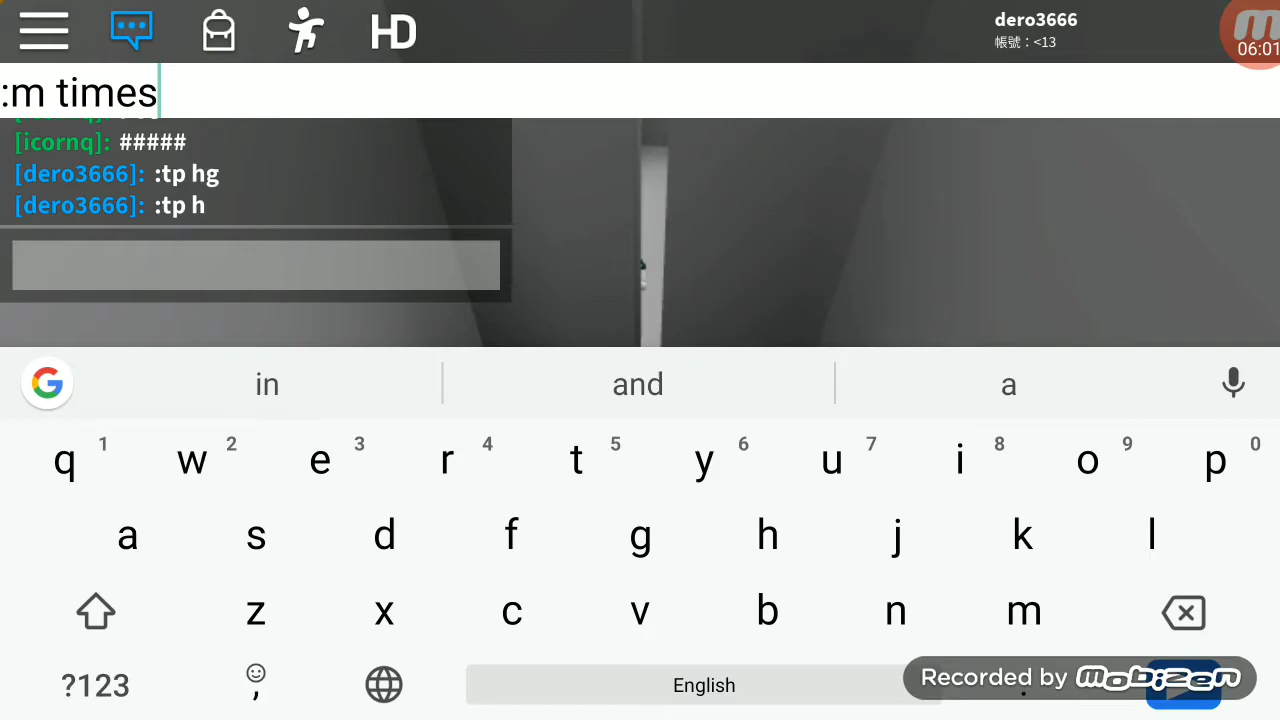 HD
dero3666
帳號：<13
06:01
:m times
[icornq]: #####
[dero3666]: :tp hg
[dero3666]: :tp h
G
in
and
a
q 1 w 2 e 3 r 4 t 5 y 6 u 7 i 8 o 9 p 0
a s d f g h j k l
z x c v b n m
?123 , English .
Recorded by mobizen